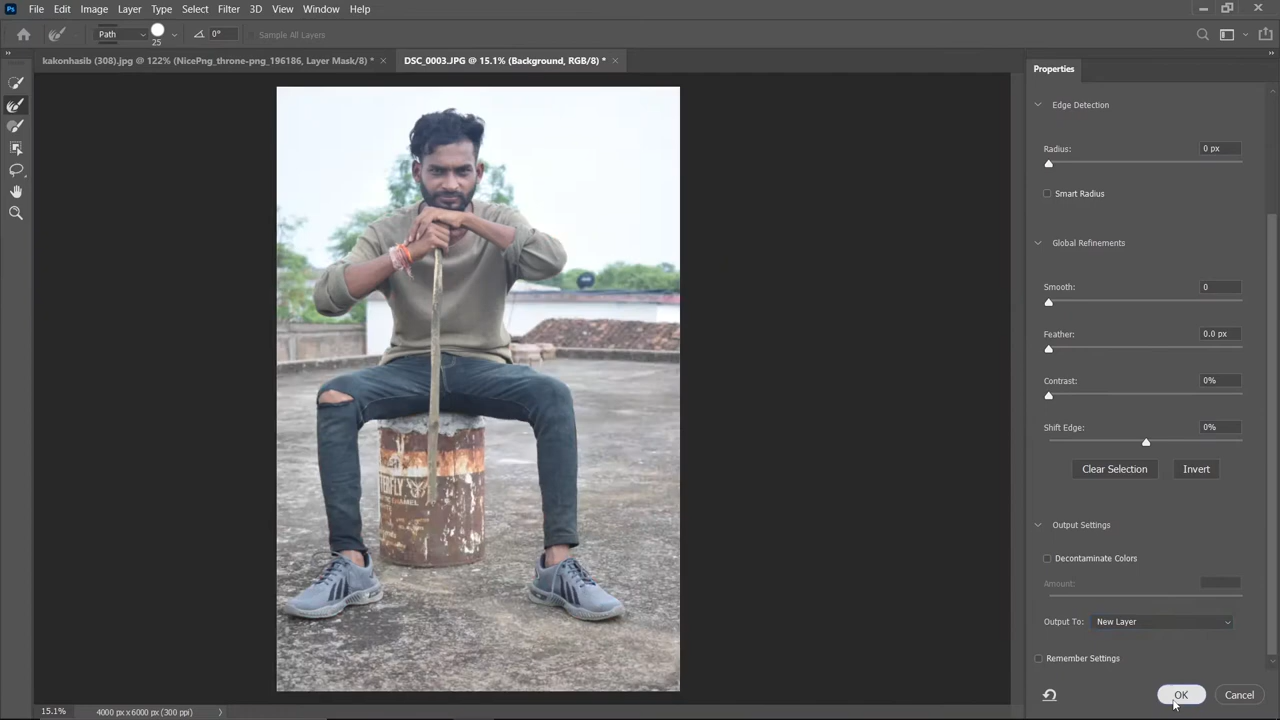 Ps File Edit Image Layer Type Select Filter 3D View Window Help
Path 25 0° Sample All Layers
kakonhasib (308).jpg @ 122% (NicePng_throne-png_196186, Layer Mask/8) * × DSC_0003.JPG @ 15.1% (Background, RGB/8) * ×
Properties
Edge Detection
Radius: 0 px
Smart Radius
Global Refinements
Smooth: 0
Feather: 0.0 px
Contrast: 0%
Shift Edge: 0%
Clear Selection Invert
TERFLY
ENAMEL
Output Settings
Decontaminate Colors
Amount:
Output To: New Layer
Remember Settings
OK Cancel
15.1% 4000 px x 6000 px (300 ppi)